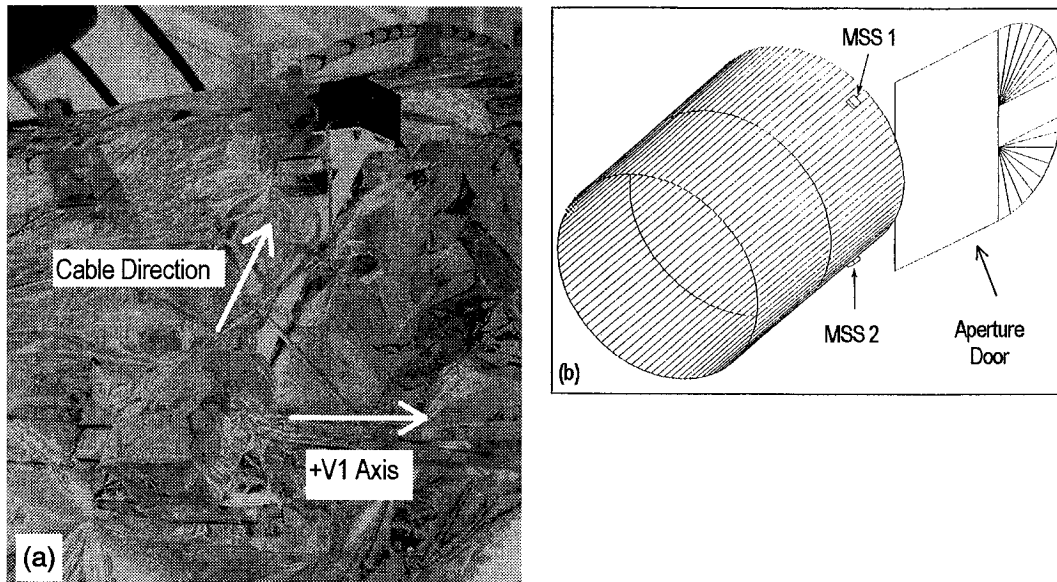 Cable Direction
+V1 Axis
(a)
MSS 1
MSS 2
Aperture
Door
(b)